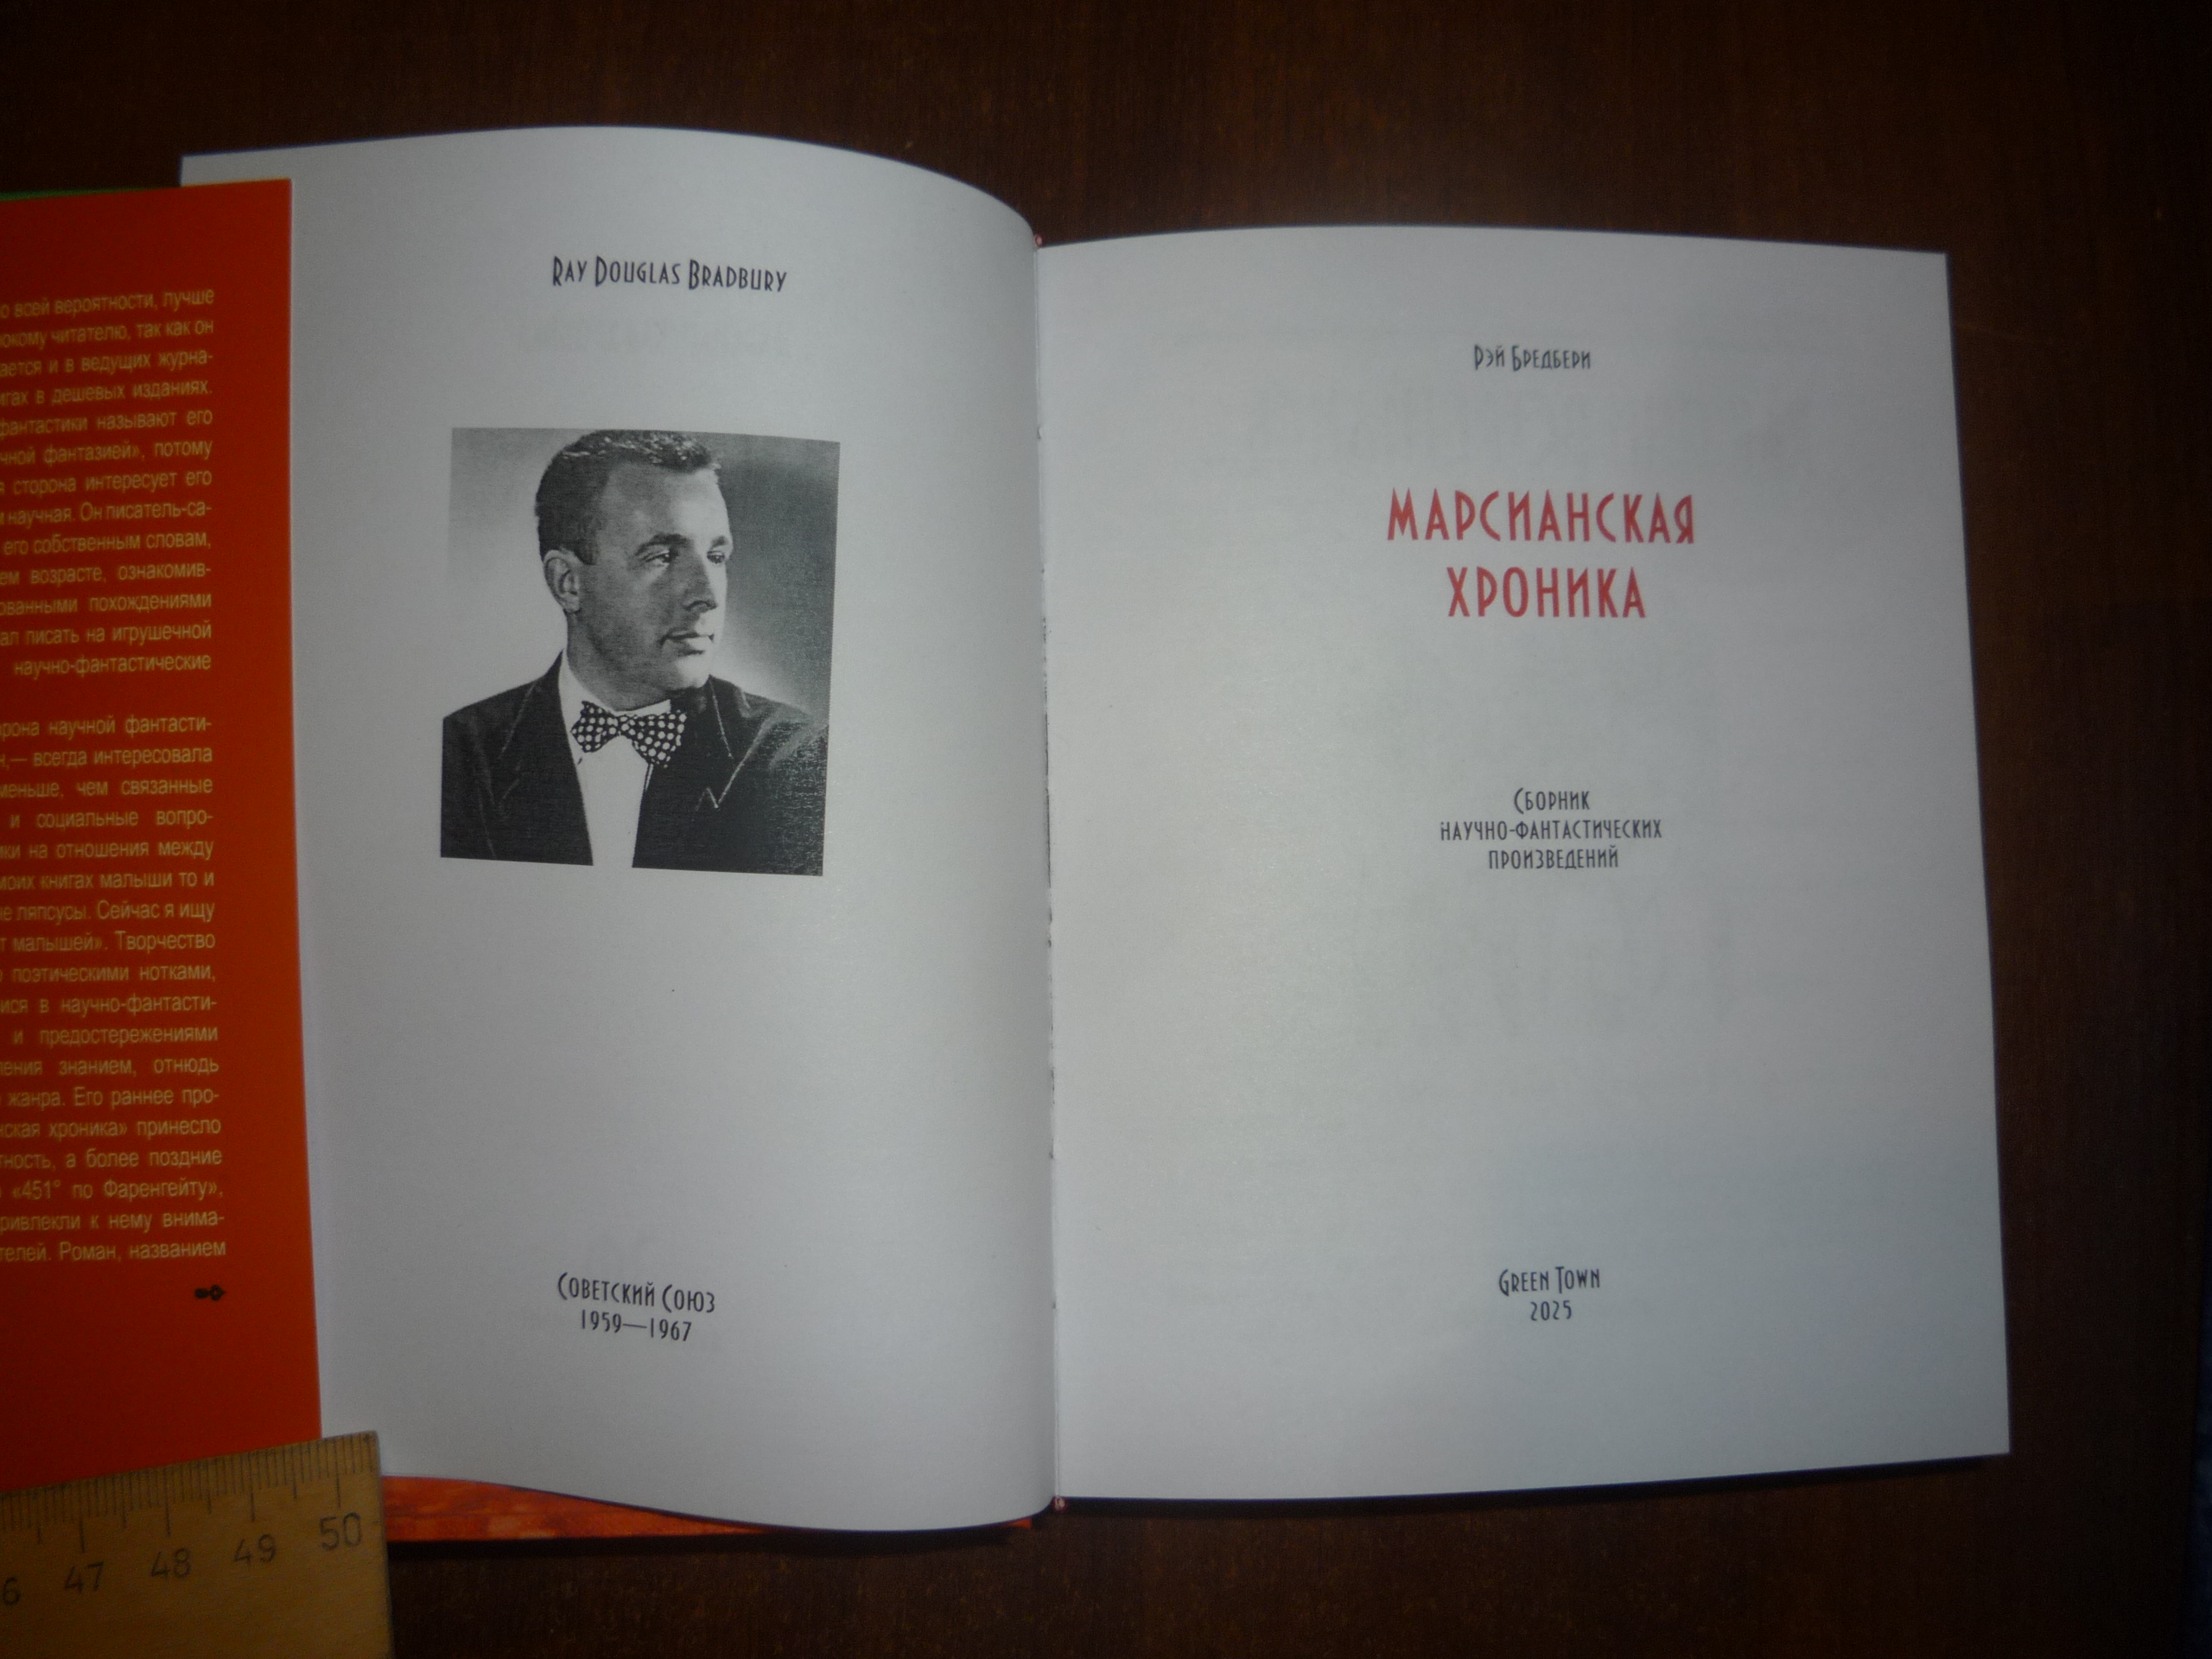 о всей вероятности, лучше
окому читателю, так как он
ается и в ведущих журна-
игах в дешевых изданиях.
фантастики называют его
чной фантазией», потому
я сторона интересует его
и научная. Он писатель-са-
его собственным словам,
ем возрасте, ознакомив-
ованными похождениями
ал писать на игрушечной
научно-фантастические
рона научной фантасти-
н,— всегда интересовала
меньше, чем связанные
и социальные вопро-
ики на отношения между
моих книгах малыши то и
не ляпсусы. Сейчас я ищу
т малышей». Творчество
поэтическими нотками,
ися в научно-фантасти-
и предостережениями
ления знанием, отнюдь
жанра. Его раннее про-
нская хроника» принесло
тность, а более поздние
«451° по Фаренгейту»,
ривлекли к нему внима-
телей. Роман, названием
6 47 48 49 50
Ray Douglas Bradbury
Советский Союз
1959—1967
Рэй Бредбери
МАРСИАНСКАЯ
ХРОНИКА
Сборник
научно-фантастических
произведений
Green Town
2025